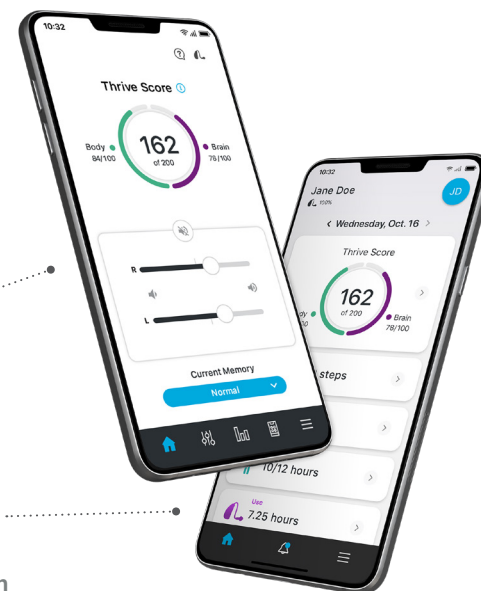 10:32
Thrive Score
Body
84/100
162
of 200
Brain
78/100
R
L
Current Memory
Normal
10:32
Jane Doe
100%
JD
< Wednesday, Oct. 16 >
Thrive Score
162
of 200
Brain
78/100
steps
10/12 hours
Use
7.25 hours